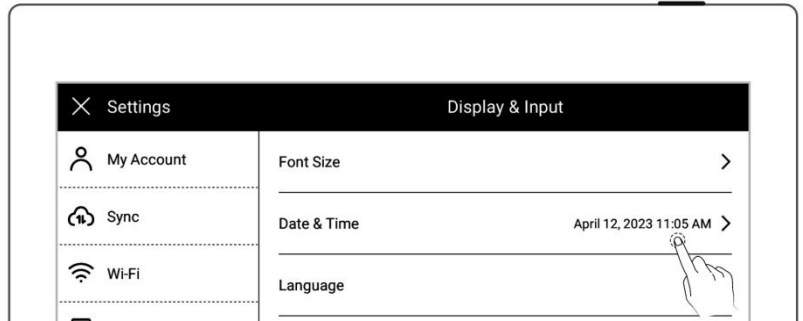 Settings
Display & Input
My Account
Font Size
Sync
Date & Time April 12, 2023 11:05 AM
Wi-Fi
Language